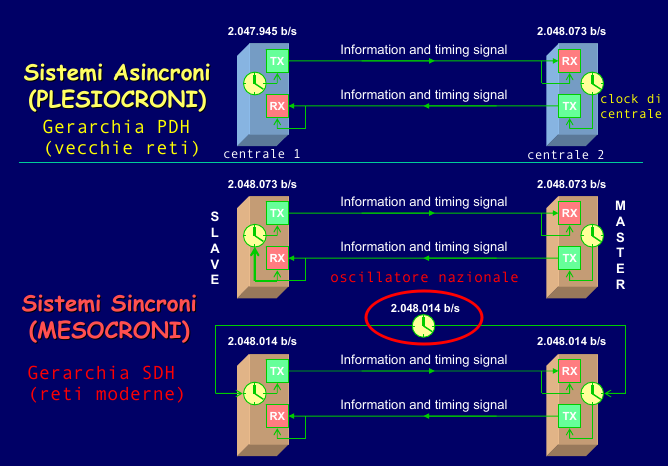 2.047.945 b/s
2.048.073 b/s
Information and timing signal
TX
RX
Sistemi Asincroni
(PLESIOCRONI)
Information and timing signal
clock di
centrale
RX
TX
Gerarchia PDH
(vecchie reti)
centrale 1
centrale 2
2.048.073 b/s
2.048.073 b/s
Information and timing signal
SLAVE
TX
RX
MASTER
Information and timing signal
RX
TX
oscillatore nazionale
Sistemi Sincroni
(MESOCRONI)
2.048.014 b/s
2.048.014 b/s
2.048.014 b/s
Information and timing signal
TX
RX
Gerarchia SDH
(reti moderne)
Information and timing signal
RX
TX